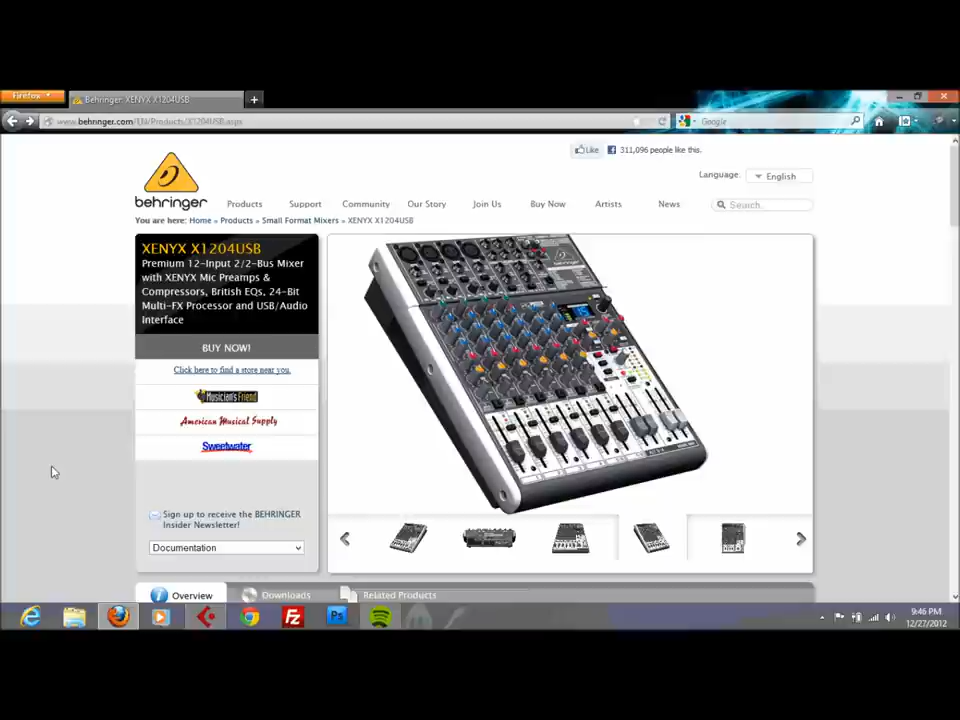 Firefox
Behringer: XENYX X1204USB
www.behringer.com/EN/Products/X1204USB.aspx
Google
Like
311,096 people like this.
Language:
English
behringer
Products
Support
Community
Our Story
Join Us
Buy Now
Artists
News
Search...
You are here: Home » Products » Small Format Mixers » XENYX X1204USB
XENYX X1204USB
Premium 12-Input 2/2-Bus Mixer
with XENYX Mic Preamps &
Compressors, British EQs, 24-Bit
Multi-FX Processor and USB/Audio
Interface
BUY NOW!
Click here to find a store near you.
Musician's Friend
American Musical Supply
Sweetwater
Sign up to receive the BEHRINGER
Insider Newsletter!
Documentation
Overview
Downloads
Related Products
9:46 PM
12/27/2012